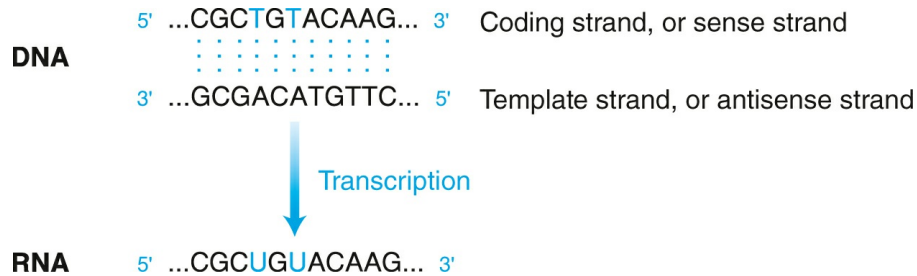 5' ...CGCTGTACAAG... 3' Coding strand, or sense strand
DNA
3' ...GCGACATGTTC... 5' Template strand, or antisense strand
Transcription
RNA 5' ...CGCUGUACAAG... 3'